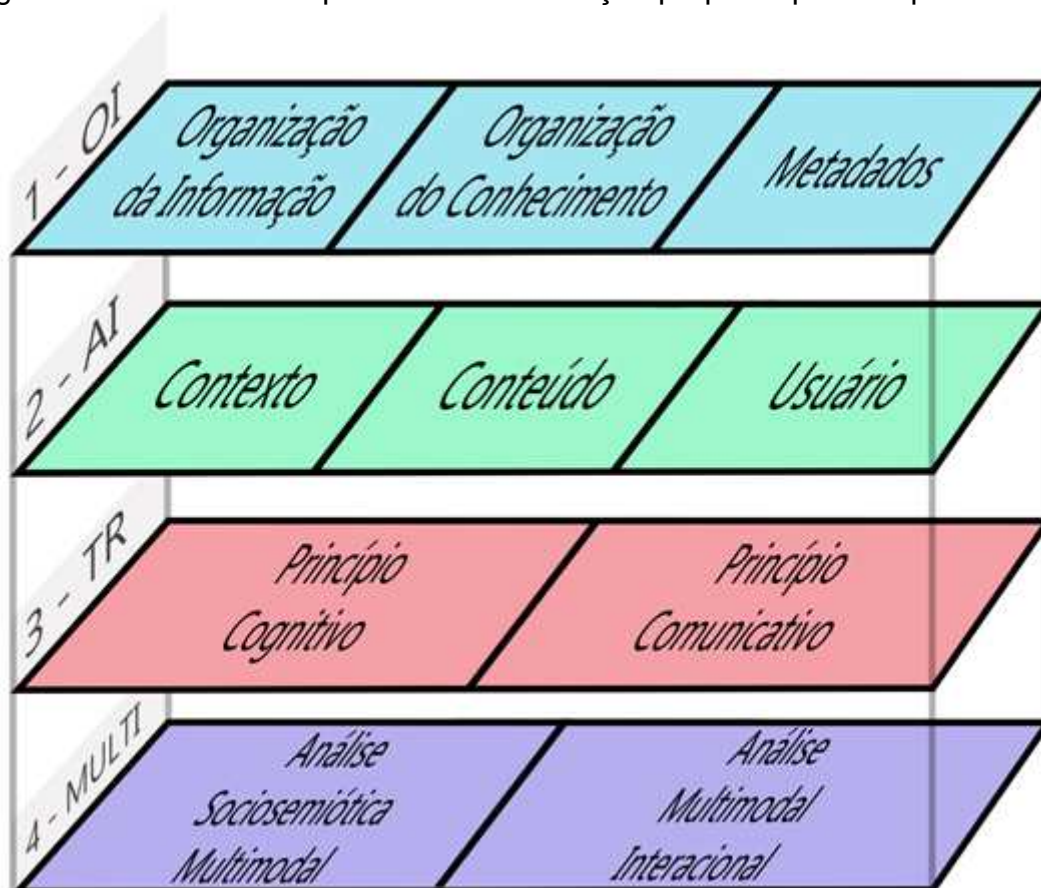 1 - OI
Organização
da Informação
Organização
do Conhecimento
Metadados
2 - AI
Contexto
Conteúdo
Usuário
3 - TR
Princípio
Cognitivo
Princípio
Comunicativo
4 - MULTI
Análise
Sociosemiótica
Multimodal
Análise
Multimodal
Interacional